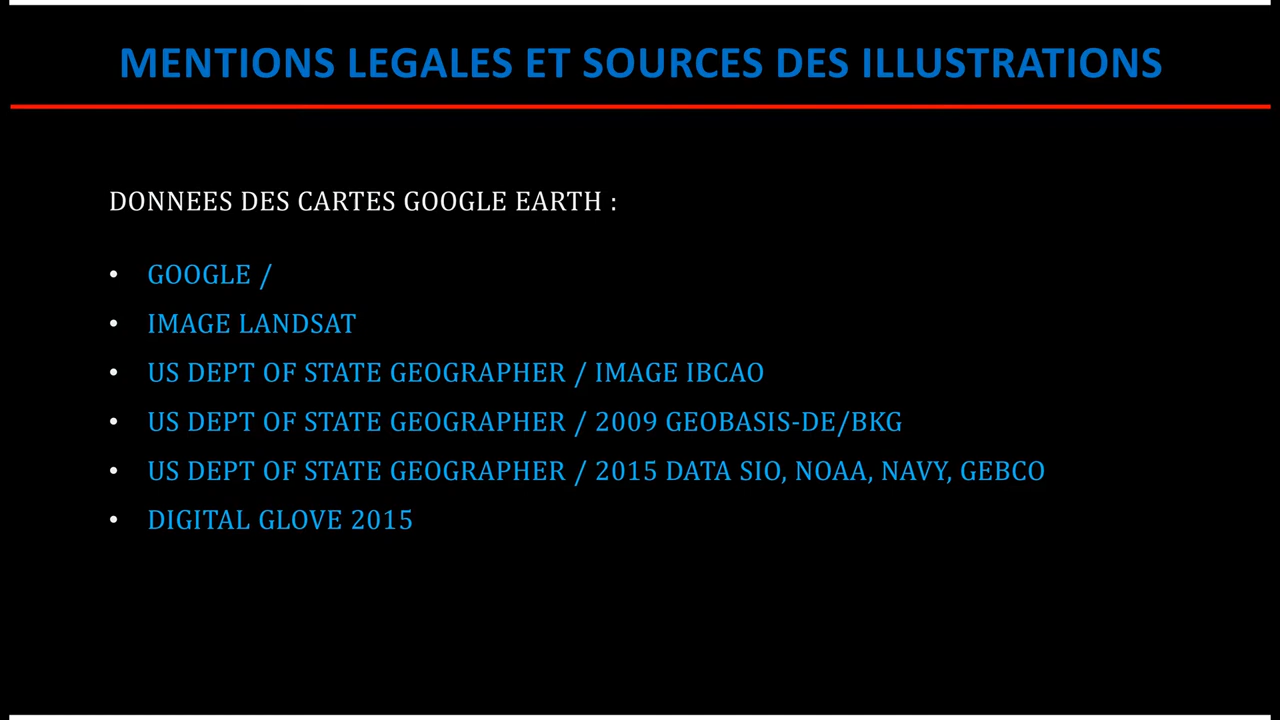 MENTIONS LEGALES ET SOURCES DES ILLUSTRATIONS
DONNEES DES CARTES GOOGLE EARTH :
• GOOGLE /
• IMAGE LANDSAT
• US DEPT OF STATE GEOGRAPHER / IMAGE IBCAO
• US DEPT OF STATE GEOGRAPHER / 2009 GEOBASIS-DE/BKG
• US DEPT OF STATE GEOGRAPHER / 2015 DATA SIO, NOAA, NAVY, GEBCO
• DIGITAL GLOVE 2015